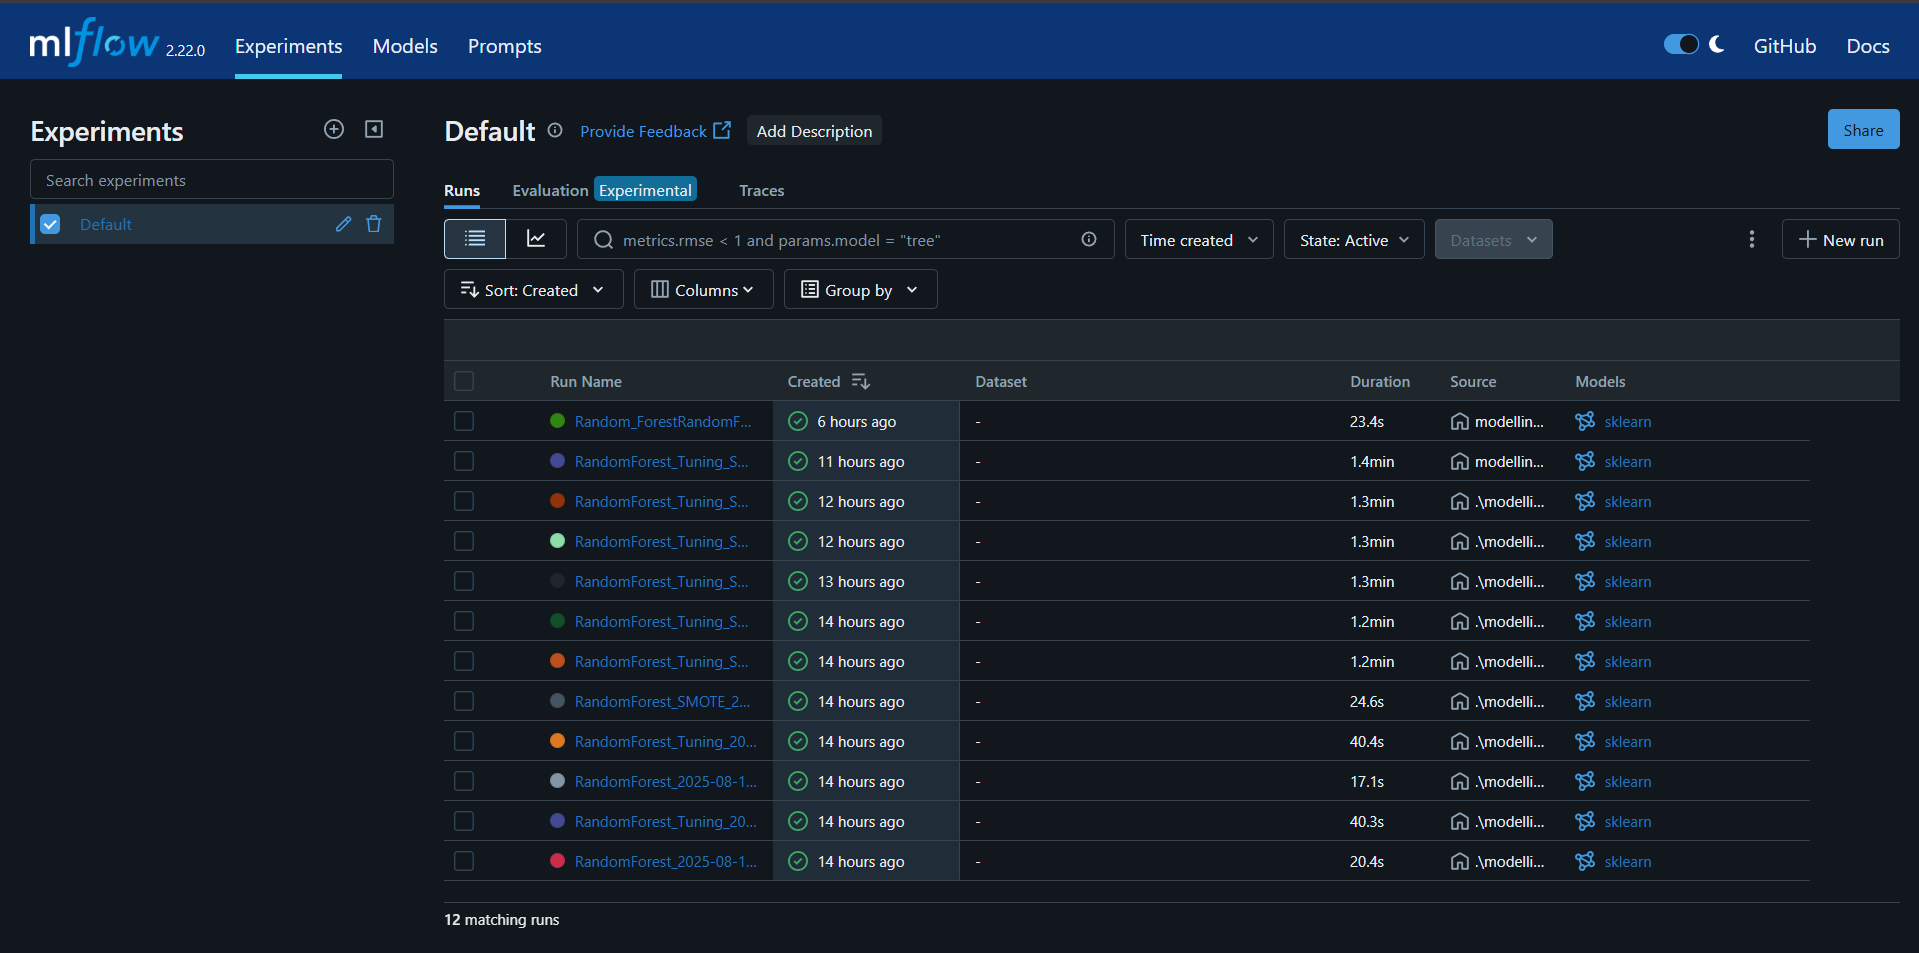 mlflow 2.22.0 Experiments Models Prompts GitHub Docs
Experiments
Search experiments
Default
Default Provide Feedback Add Description Share
Runs Evaluation Experimental Traces
metrics.rmse < 1 and params.model = "tree" Time created State: Active Datasets New run
Sort: Created Columns Group by
Run Name Created Dataset Duration Source Models
Random_ForestRandomF... 6 hours ago - 23.4s modellin... sklearn
RandomForest_Tuning_S... 11 hours ago - 1.4min modellin... sklearn
RandomForest_Tuning_S... 12 hours ago - 1.3min .\modelli... sklearn
RandomForest_Tuning_S... 12 hours ago - 1.3min .\modelli... sklearn
RandomForest_Tuning_S... 13 hours ago - 1.3min .\modelli... sklearn
RandomForest_Tuning_S... 14 hours ago - 1.2min .\modelli... sklearn
RandomForest_Tuning_S... 14 hours ago - 1.2min .\modelli... sklearn
RandomForest_SMOTE_2... 14 hours ago - 24.6s .\modelli... sklearn
RandomForest_Tuning_20... 14 hours ago - 40.4s .\modelli... sklearn
RandomForest_2025-08-1... 14 hours ago - 17.1s .\modelli... sklearn
RandomForest_Tuning_20... 14 hours ago - 40.3s .\modelli... sklearn
RandomForest_2025-08-1... 14 hours ago - 20.4s .\modelli... sklearn
12 matching runs